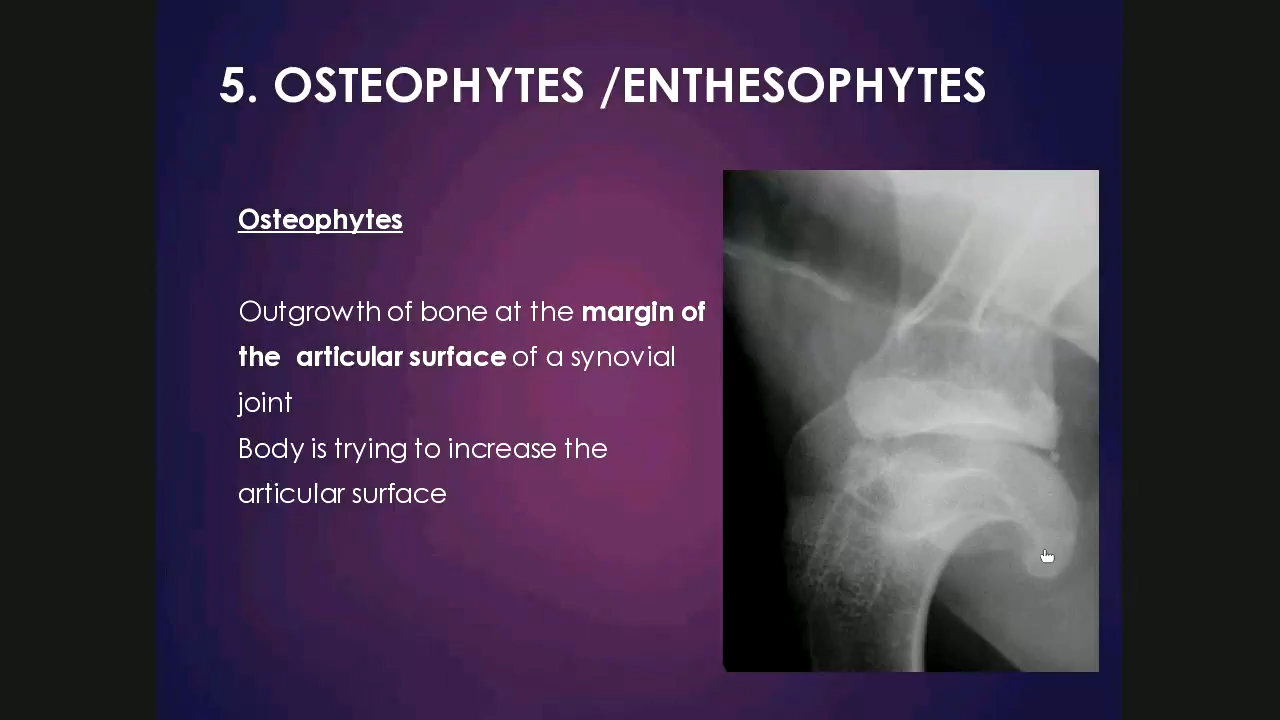 5. OSTEOPHYTES /ENTHESOPHYTES
Osteophytes
Outgrowth of bone at the margin of
the articular surface of a synovial
joint
Body is trying to increase the
articular surface